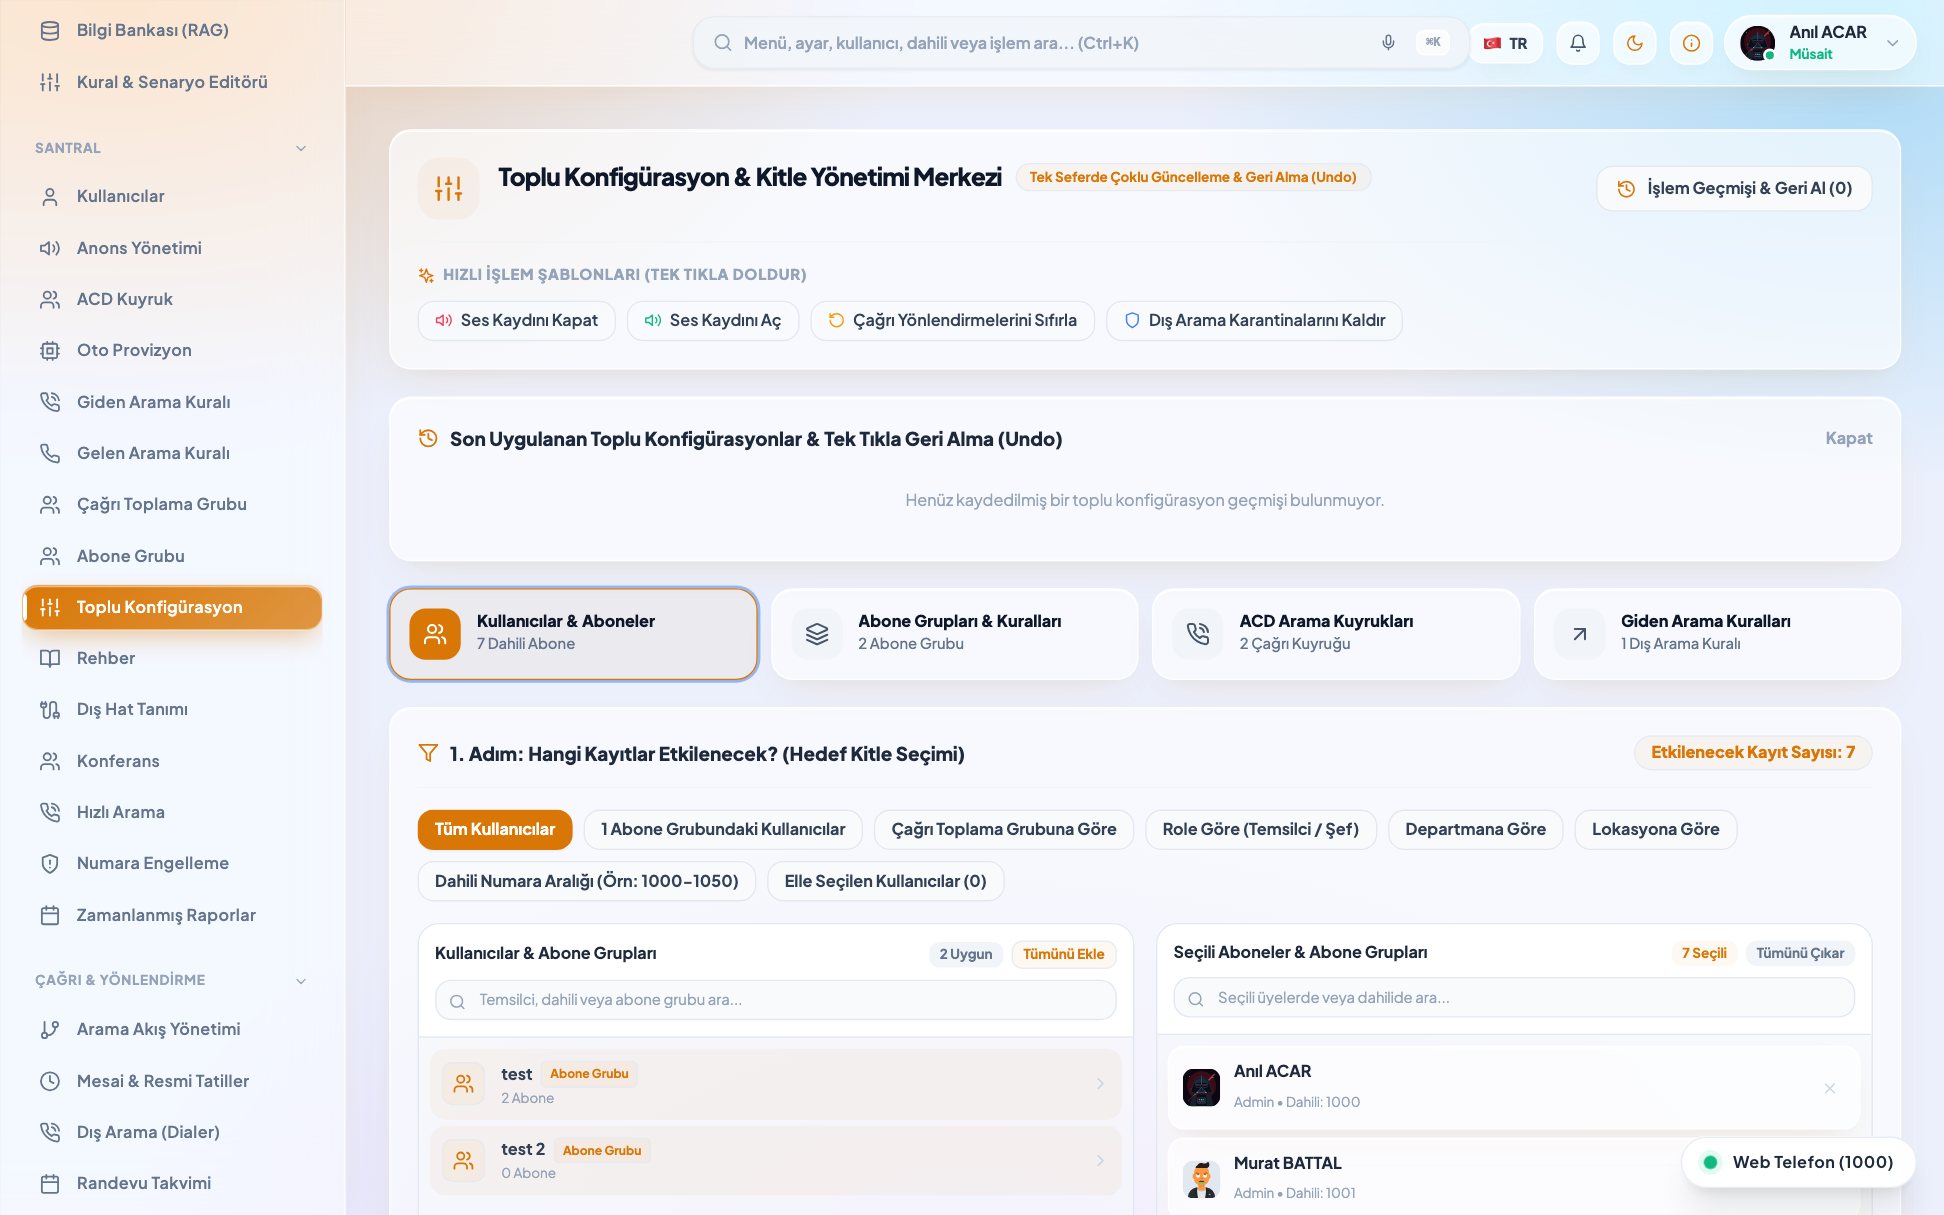 Bilgi Bankası (RAG)
Kural & Senaryo Editörü
SANTRAL
Kullanıcılar
Anons Yönetimi
ACD Kuyruk
Oto Provizyon
Giden Arama Kuralı
Gelen Arama Kuralı
Çağrı Toplama Grubu
Abone Grubu
Toplu Konfigürasyon
Rehber
Dış Hat Tanımı
Konferans
Hızlı Arama
Numara Engelleme
Zamanlanmış Raporlar
ÇAĞRI & YÖNLENDİRME
Arama Akış Yönetimi
Mesai & Resmi Tatiller
Dış Arama (Dialer)
Randevu Takvimi
Menü, ayar, kullanıcı, dahili veya işlem ara... (Ctrl+K)
⌘K
TR
Anıl ACAR
Müsait
Toplu Konfigürasyon & Kitle Yönetimi Merkezi
Tek Seferde Çoklu Güncelleme & Geri Alma (Undo)
İşlem Geçmişi & Geri Al (0)
HIZLI İŞLEM ŞABLONLARI (TEK TIKLA DOLDUR)
Ses Kaydını Kapat
Ses Kaydını Aç
Çağrı Yönlendirmelerini Sıfırla
Dış Arama Karantinalarını Kaldır
Son Uygulanan Toplu Konfigürasyonlar & Tek Tıkla Geri Alma (Undo)
Kapat
Henüz kaydedilmiş bir toplu konfigürasyon geçmişi bulunmuyor.
Kullanıcılar & Aboneler
7 Dahili Abone
Abone Grupları & Kuralları
2 Abone Grubu
ACD Arama Kuyrukları
2 Çağrı Kuyruğu
Giden Arama Kuralları
1 Dış Arama Kuralı
1. Adım: Hangi Kayıtlar Etkilenecek? (Hedef Kitle Seçimi)
Etkilenecek Kayıt Sayısı: 7
Tüm Kullanıcılar
1 Abone Grubundaki Kullanıcılar
Çağrı Toplama Grubuna Göre
Role Göre (Temsilci / Şef)
Departmana Göre
Lokasyona Göre
Dahili Numara Aralığı (Örn: 1000-1050)
Elle Seçilen Kullanıcılar (0)
Kullanıcılar & Abone Grupları
2 Uygun
Tümünü Ekle
Temsilci, dahili veya abone grubu ara...
test
Abone Grubu
2 Abone
test 2
Abone Grubu
0 Abone
Seçili Aboneler & Abone Grupları
7 Seçili
Tümünü Çıkar
Seçili üyelerde veya dahilide ara...
Anıl ACAR
Admin • Dahili: 1000
Murat BATTAL
Admin • Dahili: 1001
Web Telefon (1000)